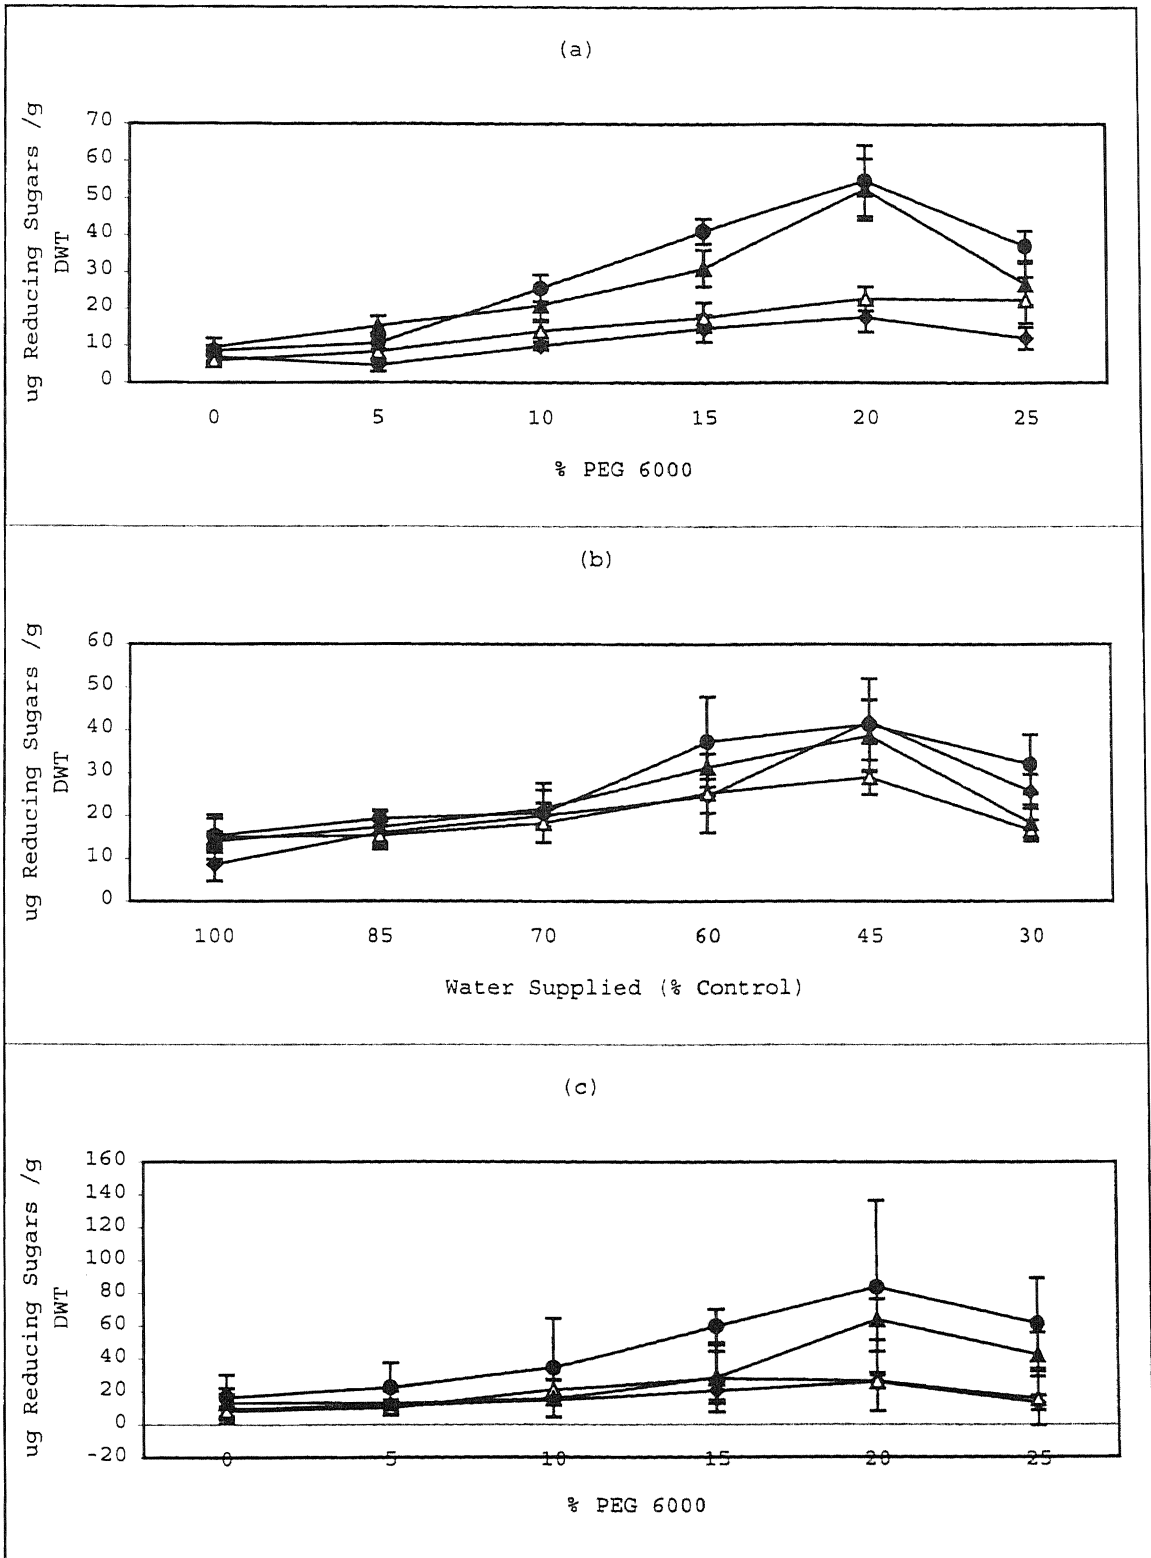 (a)
ug Reducing Sugars /g
DWT
70
60
50
40
30
20
10
0
0 5 10 15 20 25
% PEG 6000
(b)
ug Reducing Sugars /g
DWT
60
50
40
30
20
10
0
100 85 70 60 45 30
Water Supplied (% Control)
(c)
ug Reducing Sugars /g
DWT
160
140
120
100
80
60
40
20
0
-20
0 5 10 15 20 25
% PEG 6000